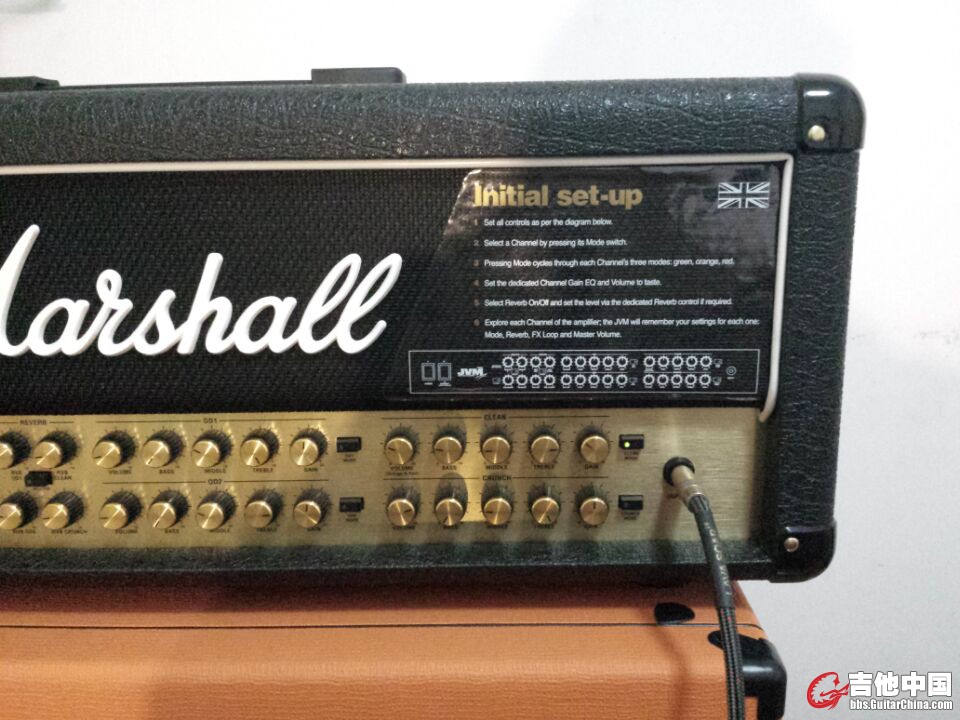 Initial set-up
1 Set all controls as per the diagram below.
2 Select a Channel by pressing its Mode switch.
3 Pressing Mode cycles through each Channel's three modes: green, orange, red.
4 Set the dedicated Channel Gain EQ and Volume to taste.
5 Select Reverb On/Off and set the level via the dedicated Reverb control if required.
6 Explore each Channel of the amplifier; the JVM will remember your settings for each one:
Mode, Reverb, FX Loop and Master Volume.
Marshall
JVM
REVERB OD1 CLEAN
VOLUME BASS MIDDLE TREBLE GAIN VOLUME BASS MIDDLE TREBLE GAIN
OD2 CRUNCH
VOLUME BASS MIDDLE TREBLE GAIN
吉他中国
bbs.GuitarChina.com